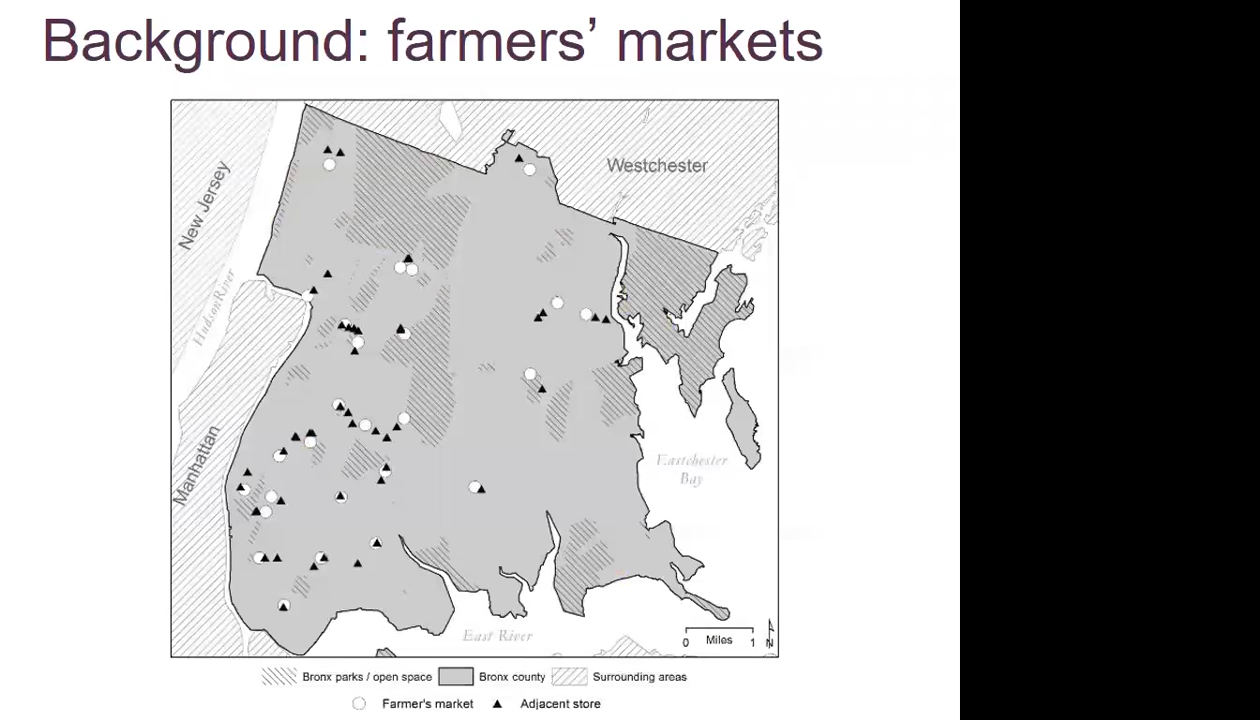 Background: farmers’ markets
Westchester
New Jersey
Hudson River
Manhattan
Eastchester
Bay
East River
0 Miles 1 N
Bronx parks / open space Bronx county Surrounding areas
Farmer's market Adjacent store